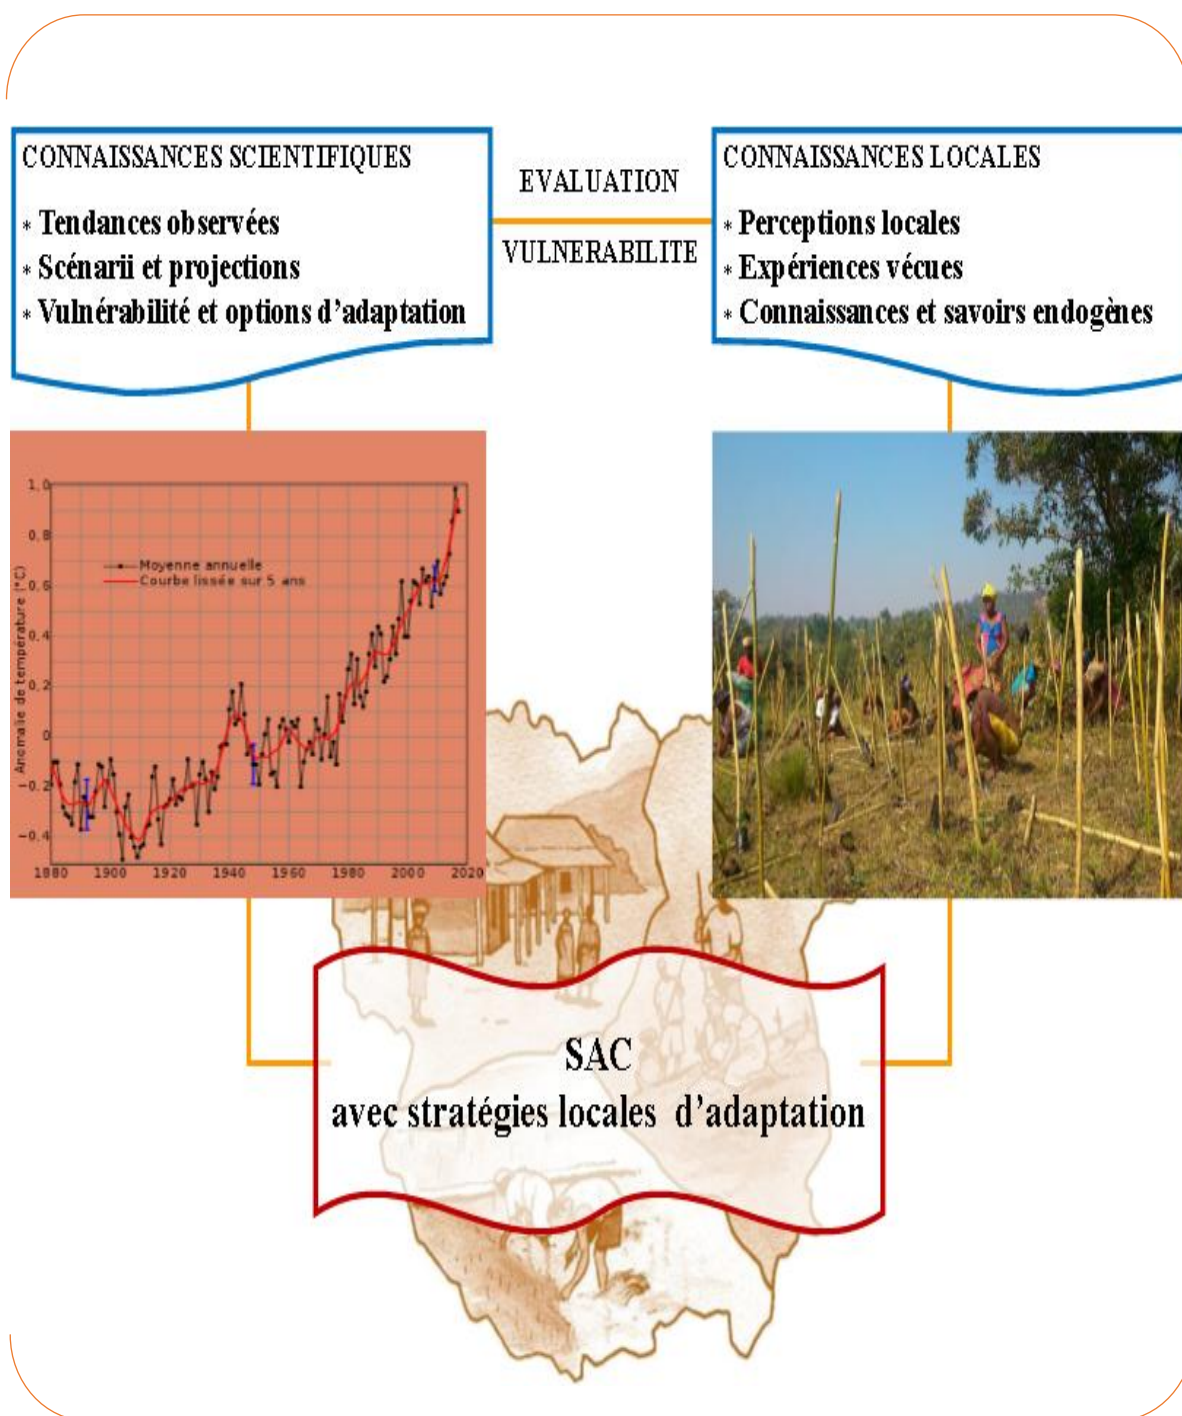 CONNAISSANCES SCIENTIFIQUES
* Tendances observées
* Scénarii et projections
* Vulnérabilité et options d’adaptation
EVALUATION
VULNERABILITE
CONNAISSANCES LOCALES
* Perceptions locales
* Expériences vécues
* Connaissances et savoirs endogènes
Anomalie de température (°C)
1,0
0,8
0,6
0,4
0,2
0
−0,2
−0,4
Moyenne annuelle
Courbe lissée sur 5 ans
1880 1900 1920 1940 1960 1980 2000 2020
SAC
avec stratégies locales d’adaptation